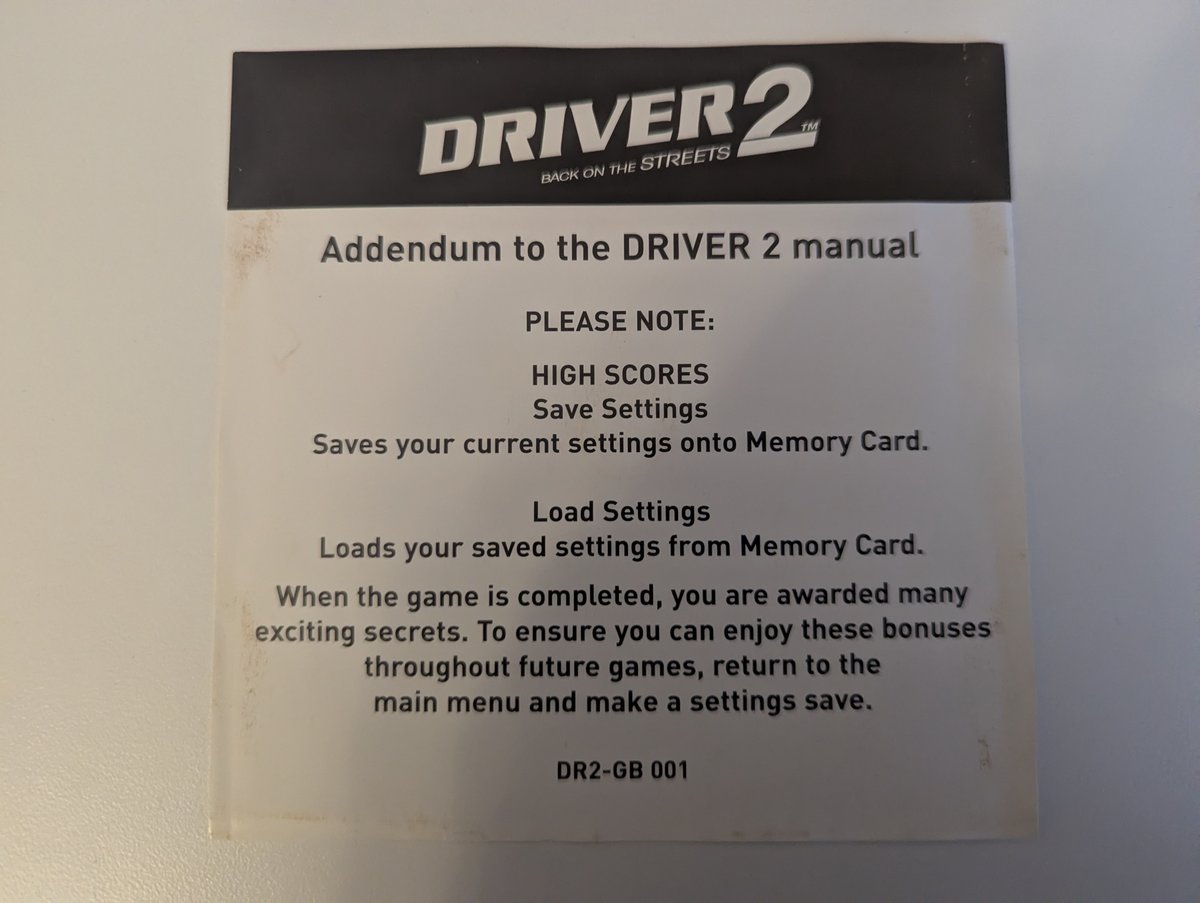 DRIVER 2™
BACK ON THE STREETS
Addendum to the DRIVER 2 manual
PLEASE NOTE:
HIGH SCORES
Save Settings
Saves your current settings onto Memory Card.
Load Settings
Loads your saved settings from Memory Card.
When the game is completed, you are awarded many
exciting secrets. To ensure you can enjoy these bonuses
throughout future games, return to the
main menu and make a settings save.
DR2-GB 001